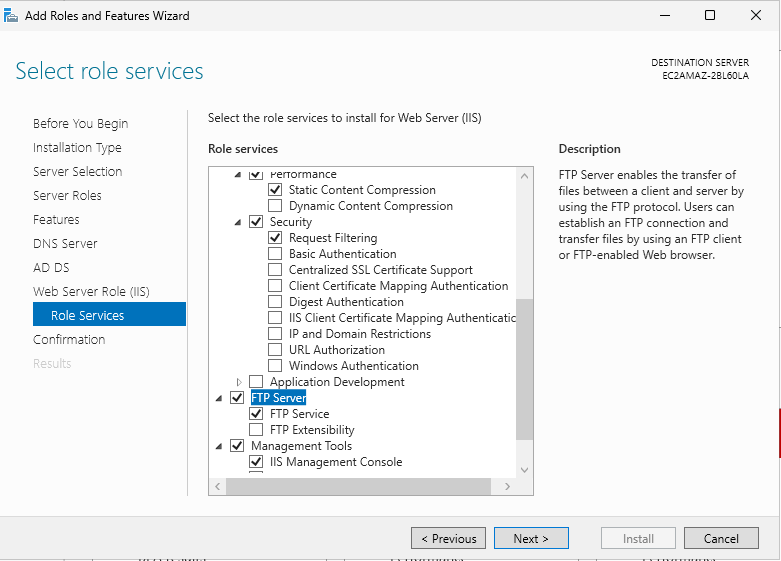 Add Roles and Features Wizard
Select role services
DESTINATION SERVER
EC2AMAZ-2BL60LA
Before You Begin
Installation Type
Server Selection
Server Roles
Features
DNS Server
AD DS
Web Server Role (IIS)
Role Services
Confirmation
Results
Select the role services to install for Web Server (IIS)
Role services
Performance
Static Content Compression
Dynamic Content Compression
Security
Request Filtering
Basic Authentication
Centralized SSL Certificate Support
Client Certificate Mapping Authentication
Digest Authentication
IIS Client Certificate Mapping Authenticatic
IP and Domain Restrictions
URL Authorization
Windows Authentication
Application Development
FTP Server
FTP Service
FTP Extensibility
Management Tools
IIS Management Console
Description
FTP Server enables the transfer of
files between a client and server by
using the FTP protocol. Users can
establish an FTP connection and
transfer files by using an FTP client
or FTP-enabled Web browser.
< Previous
Next >
Install
Cancel